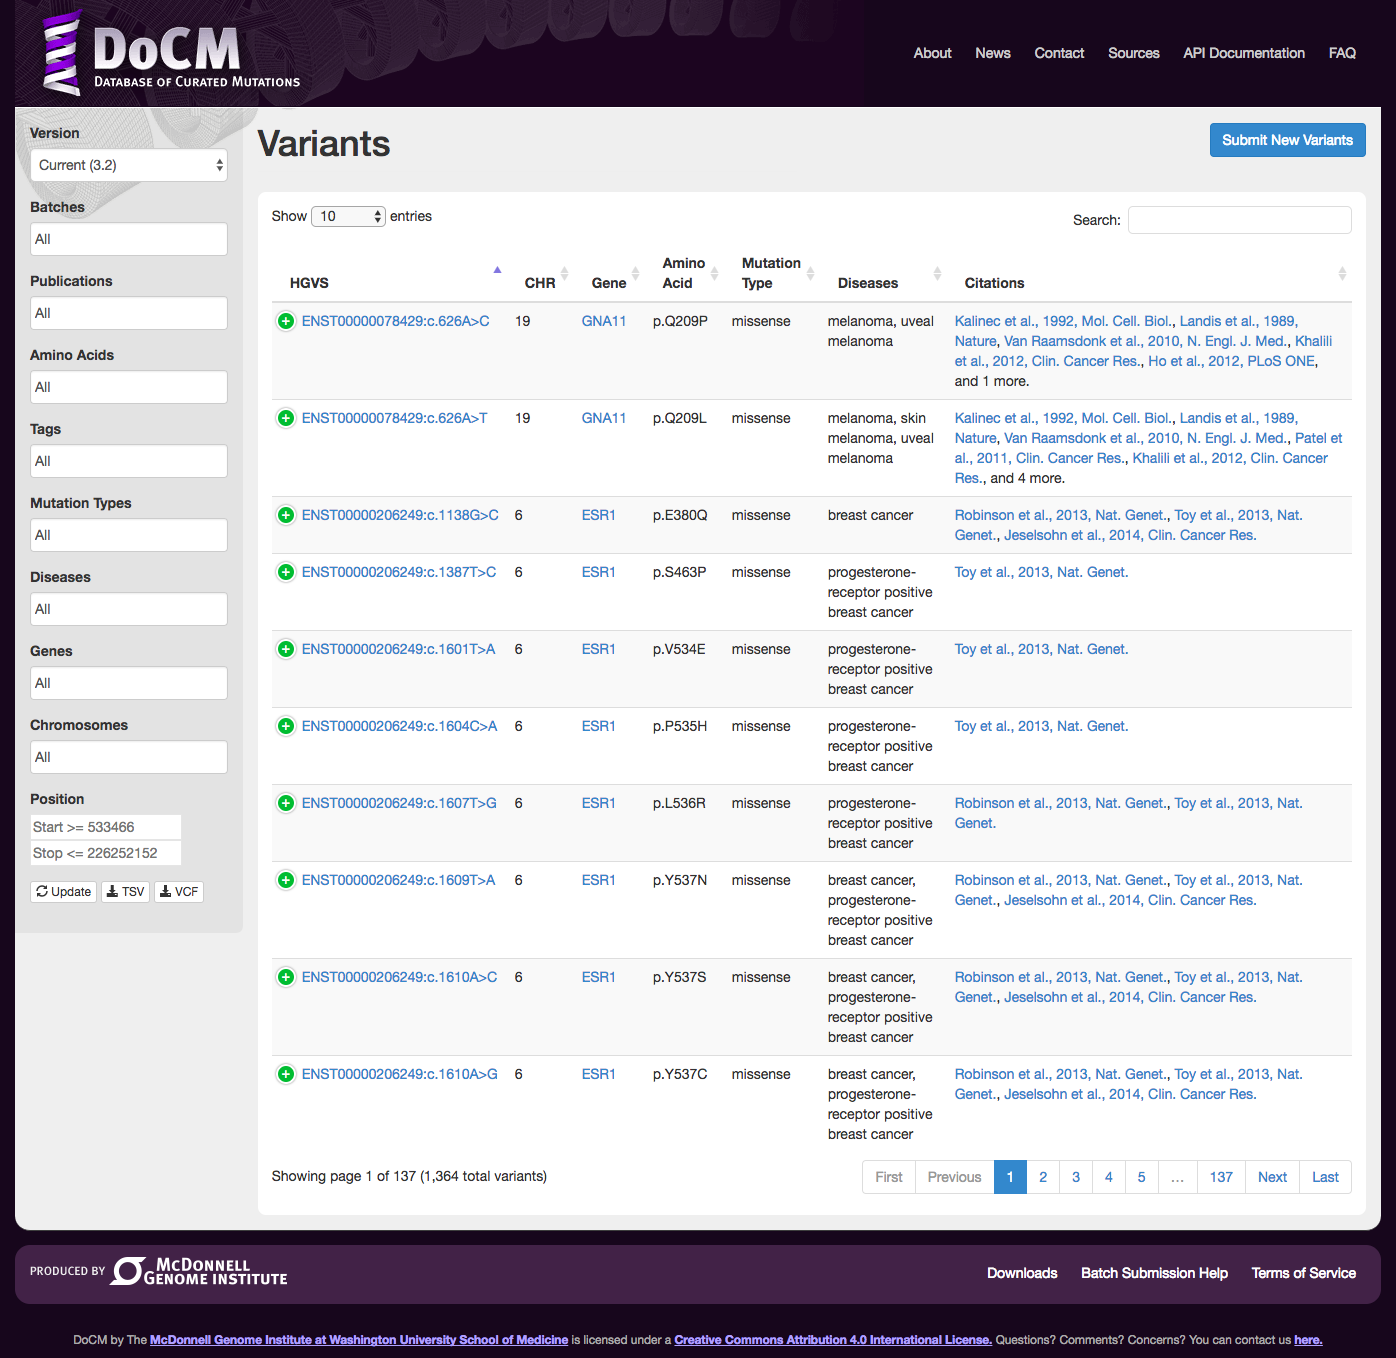 DoCM
DATABASE OF CURATED MUTATIONS
About News Contact Sources API Documentation FAQ
Version
Current (3.2)
Batches
All
Publications
All
Amino Acids
All
Tags
All
Mutation Types
All
Diseases
All
Genes
All
Chromosomes
All
Position
Start >= 533466
Stop <= 226252152
Update TSV VCF
Variants
Submit New Variants
Show 10 entries
Search:
HGVS CHR Gene Amino Acid Mutation Type Diseases Citations
ENST00000078429:c.626A>C 19 GNA11 p.Q209P missense melanoma, uveal melanoma Kalinec et al., 1992, Mol. Cell. Biol., Landis et al., 1989, Nature, Van Raamsdonk et al., 2010, N. Engl. J. Med., Khalili et al., 2012, Clin. Cancer Res., Ho et al., 2012, PLoS ONE, and 1 more.
ENST00000078429:c.626A>T 19 GNA11 p.Q209L missense melanoma, skin melanoma, uveal melanoma Kalinec et al., 1992, Mol. Cell. Biol., Landis et al., 1989, Nature, Van Raamsdonk et al., 2010, N. Engl. J. Med., Patel et al., 2011, Clin. Cancer Res., Khalili et al., 2012, Clin. Cancer Res., and 4 more.
ENST00000206249:c.1138G>C 6 ESR1 p.E380Q missense breast cancer Robinson et al., 2013, Nat. Genet., Toy et al., 2013, Nat. Genet., Jeselsohn et al., 2014, Clin. Cancer Res.
ENST00000206249:c.1387T>C 6 ESR1 p.S463P missense progesterone-receptor positive breast cancer Toy et al., 2013, Nat. Genet.
ENST00000206249:c.1601T>A 6 ESR1 p.V534E missense progesterone-receptor positive breast cancer Toy et al., 2013, Nat. Genet.
ENST00000206249:c.1604C>A 6 ESR1 p.P535H missense progesterone-receptor positive breast cancer Toy et al., 2013, Nat. Genet.
ENST00000206249:c.1607T>G 6 ESR1 p.L536R missense progesterone-receptor positive breast cancer Robinson et al., 2013, Nat. Genet., Toy et al., 2013, Nat. Genet.
ENST00000206249:c.1609T>A 6 ESR1 p.Y537N missense breast cancer, progesterone-receptor positive breast cancer Robinson et al., 2013, Nat. Genet., Toy et al., 2013, Nat. Genet., Jeselsohn et al., 2014, Clin. Cancer Res.
ENST00000206249:c.1610A>C 6 ESR1 p.Y537S missense breast cancer, progesterone-receptor positive breast cancer Robinson et al., 2013, Nat. Genet., Toy et al., 2013, Nat. Genet., Jeselsohn et al., 2014, Clin. Cancer Res.
ENST00000206249:c.1610A>G 6 ESR1 p.Y537C missense breast cancer, progesterone-receptor positive breast cancer Robinson et al., 2013, Nat. Genet., Toy et al., 2013, Nat. Genet., Jeselsohn et al., 2014, Clin. Cancer Res.
Showing page 1 of 137 (1,364 total variants)
First Previous 1 2 3 4 5 … 137 Next Last
PRODUCED BY McDONNELL GENOME INSTITUTE
Downloads Batch Submission Help Terms of Service
DoCM by The McDonnell Genome Institute at Washington University School of Medicine is licensed under a Creative Commons Attribution 4.0 International License. Questions? Comments? Concerns? You can contact us here.